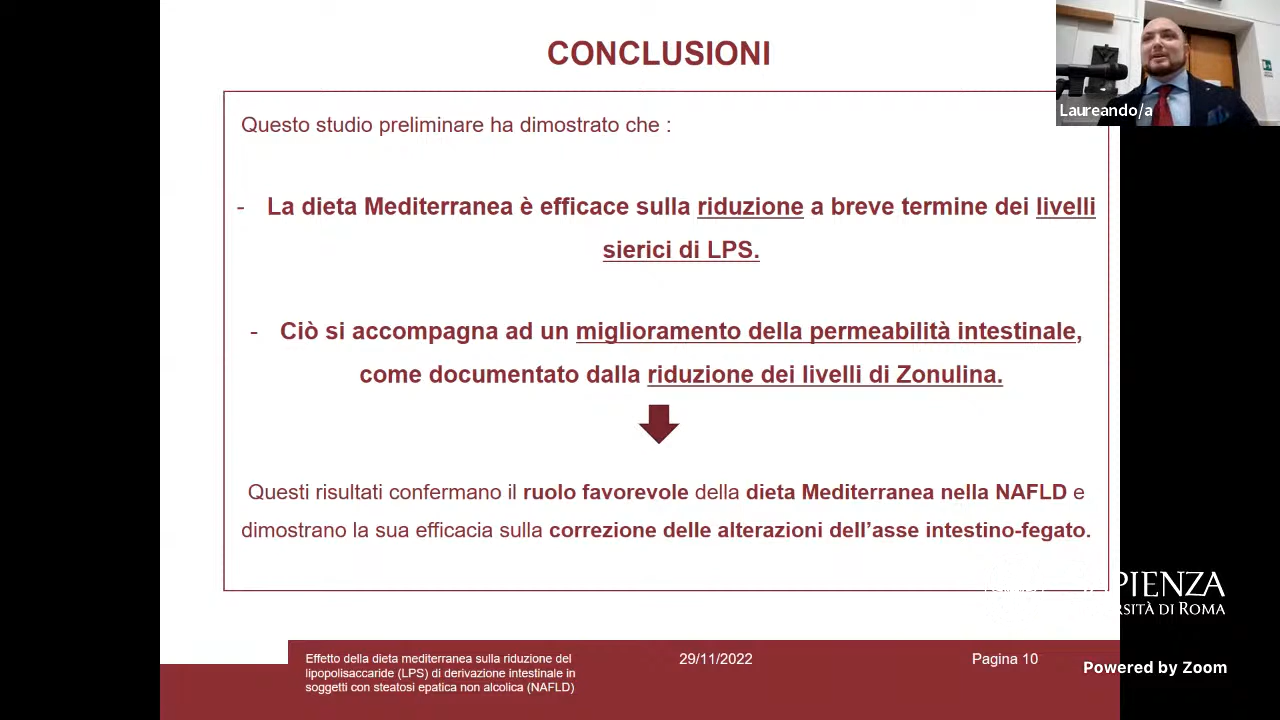 CONCLUSIONI
Laureando/a
Questo studio preliminare ha dimostrato che :
- La dieta Mediterranea è efficace sulla riduzione a breve termine dei livelli
sierici di LPS.
- Ciò si accompagna ad un miglioramento della permeabilità intestinale,
come documentato dalla riduzione dei livelli di Zonulina.
Questi risultati confermano il ruolo favorevole della dieta Mediterranea nella NAFLD e
dimostrano la sua efficacia sulla correzione delle alterazioni dell’asse intestino-fegato.
PIENZA
RSITÀ DI ROMA
Effetto della dieta mediterranea sulla riduzione del
lipopolisaccaride (LPS) di derivazione intestinale in
soggetti con steatosi epatica non alcolica (NAFLD)
29/11/2022
Pagina 10
Powered by Zoom